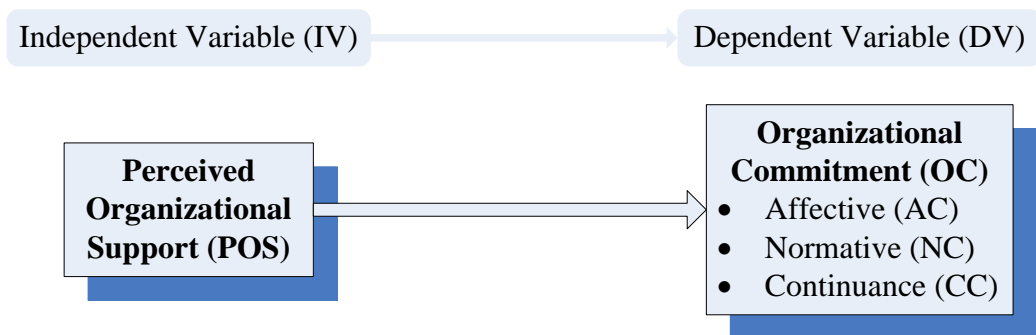 Independent Variable (IV)
Dependent Variable (DV)
Perceived
Organizational
Support (POS)
Organizational
Commitment (OC)
• Affective (AC)
• Normative (NC)
• Continuance (CC)